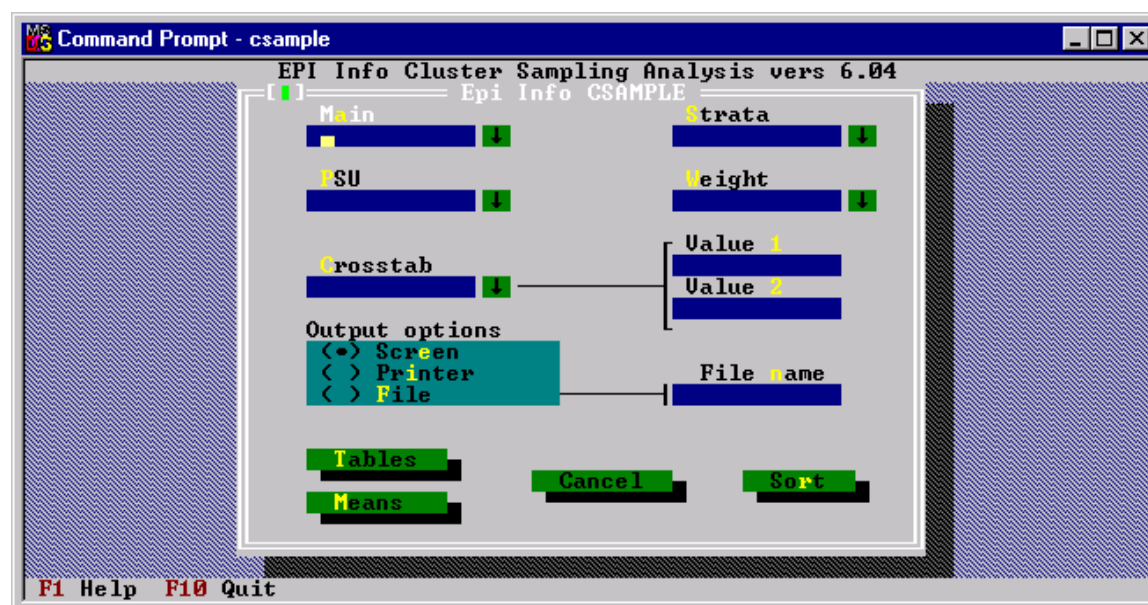 Command Prompt - csample
EPI Info Cluster Sampling Analysis vers 6.04
Epi Info CSAMPLE
Main
Strata
PSU
Weight
Crosstab
Value 1
Value 2
Output options
(•) Screen
( ) Printer
( ) File
File name
Tables
Means
Cancel
Sort
F1 Help F10 Quit